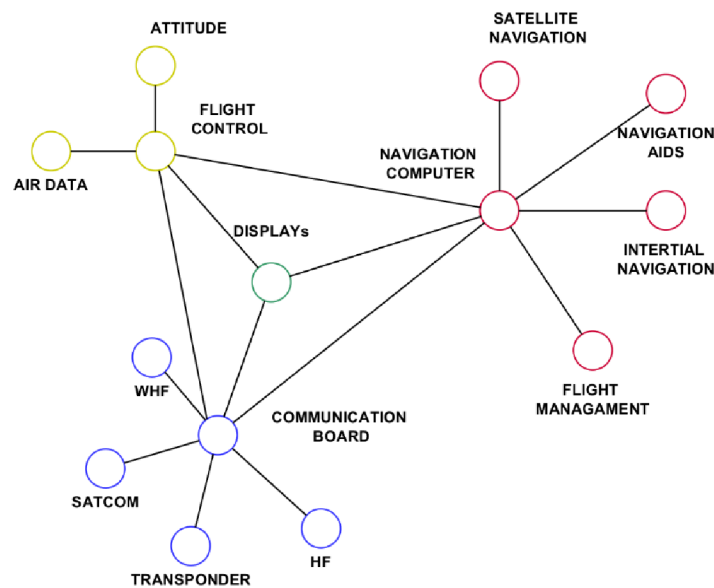 ATTITUDE
SATELLITE
NAVIGATION
FLIGHT
CONTROL
NAVIGATION
AIDS
NAVIGATION
COMPUTER
AIR DATA
DISPLAYs
INTERTIAL
NAVIGATION
WHF
FLIGHT
MANAGAMENT
COMMUNICATION
BOARD
SATCOM
HF
TRANSPONDER